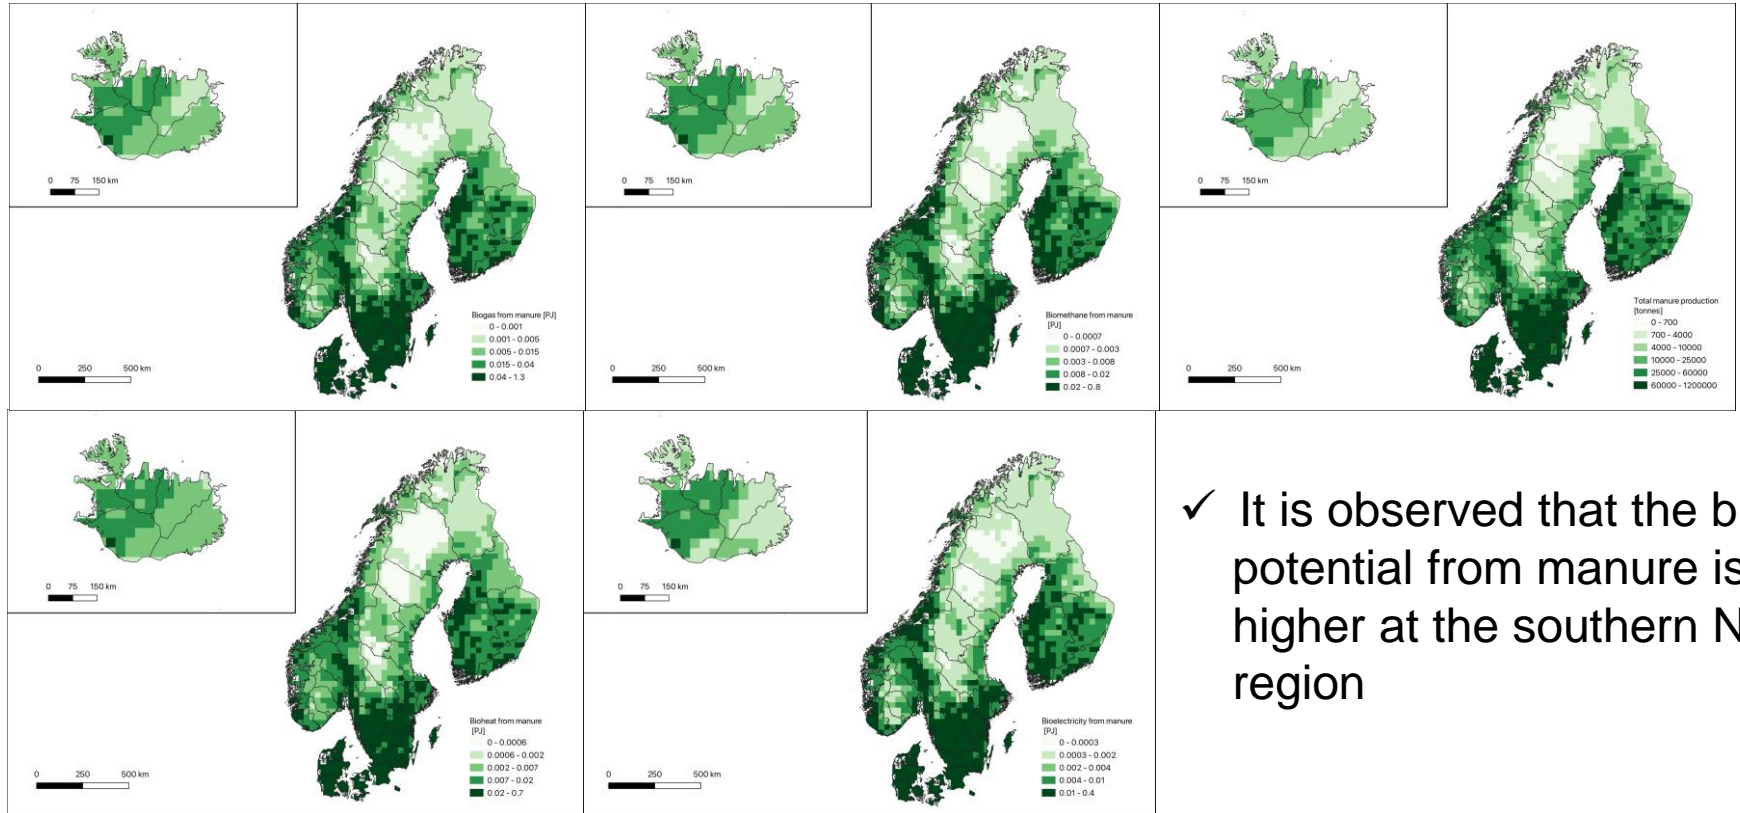 0 75 150 km
Biogas from manure [PJ]
0 - 0.001
0.001 - 0.005
0.005 - 0.015
0.015 - 0.04
0.04 - 1.3
0 250 500 km
0 75 150 km
Biomethane from manure
[PJ]
0 - 0.0007
0.0007 - 0.003
0.003 - 0.008
0.008 - 0.02
0.02 - 0.8
0 250 500 km
0 75 150 km
Total manure production
[tonnes]
0 - 700
700 - 4000
4000 - 10000
10000 - 25000
25000 - 60000
60000 - 1200000
0 250 500 km
0 75 150 km
Bioheat from manure
[PJ]
0 - 0.0006
0.0006 - 0.002
0.002 - 0.007
0.007 - 0.02
0.02 - 0.7
0 250 500 km
0 75 150 km
Bioelectricity from manure
[PJ]
0 - 0.0003
0.0003 - 0.002
0.002 - 0.004
0.004 - 0.01
0.01 - 0.4
0 250 500 km
✓ It is observed that the b
potential from manure is
higher at the southern N
region